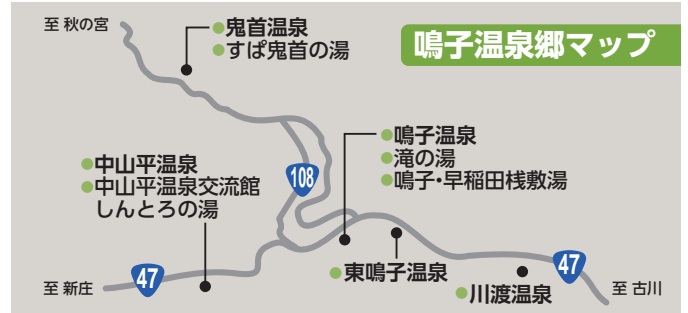 鳴子温泉郷マップ
至 秋の宮
●鬼首温泉
●すぱ鬼首の湯
●中山平温泉
●中山平温泉交流館
しんとろの湯
108
●鳴子温泉
●滝の湯
●鳴子・早稲田桟敷湯
至 新庄
47
●東鳴子温泉
●川渡温泉
47
至 古川